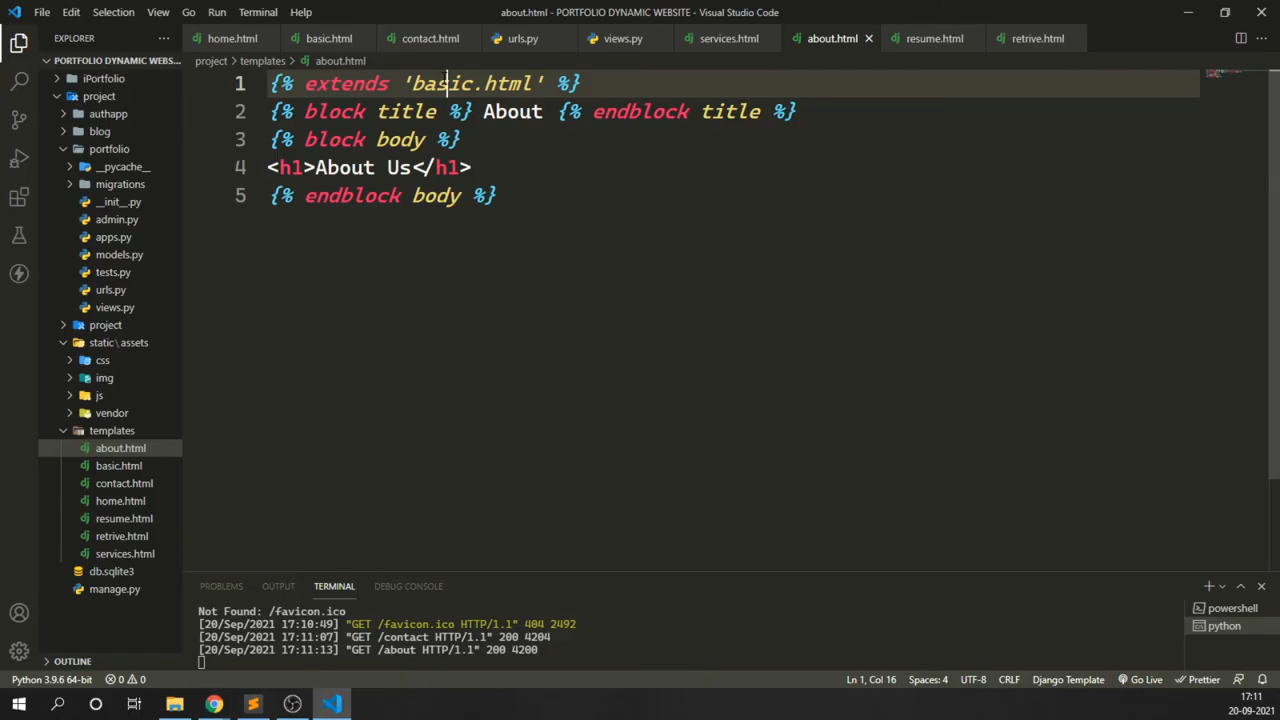 File Edit Selection View Go Run Terminal Help
about.html - PORTFOLIO DYNAMIC WEBSITE - Visual Studio Code
EXPLORER
home.html basic.html contact.html urls.py views.py services.html about.html resume.html retrive.html
PORTFOLIO DYNAMIC WEBS...
project > templates > about.html
iPortfolio
project
authapp
blog
portfolio
__pycache__
migrations
__init__.py
admin.py
apps.py
models.py
tests.py
urls.py
views.py
project
static\assets
css
img
js
vendor
templates
about.html
basic.html
contact.html
home.html
resume.html
retrive.html
services.html
db.sqlite3
manage.py
OUTLINE
1 {% extends 'basic.html' %}
2 {% block title %} About {% endblock title %}
3 {% block body %}
4 <h1>About Us</h1>
5 {% endblock body %}
PROBLEMS OUTPUT TERMINAL DEBUG CONSOLE
Not Found: /favicon.ico
[20/Sep/2021 17:10:49] "GET /favicon.ico HTTP/1.1" 404 2492
[20/Sep/2021 17:11:07] "GET /contact HTTP/1.1" 200 4204
[20/Sep/2021 17:11:13] "GET /about HTTP/1.1" 200 4200
powershell
python
Python 3.9.6 64-bit 0 0 Ln 1, Col 16 Spaces: 4 UTF-8 CRLF Django Template Go Live Prettier
17:11
20-09-2021